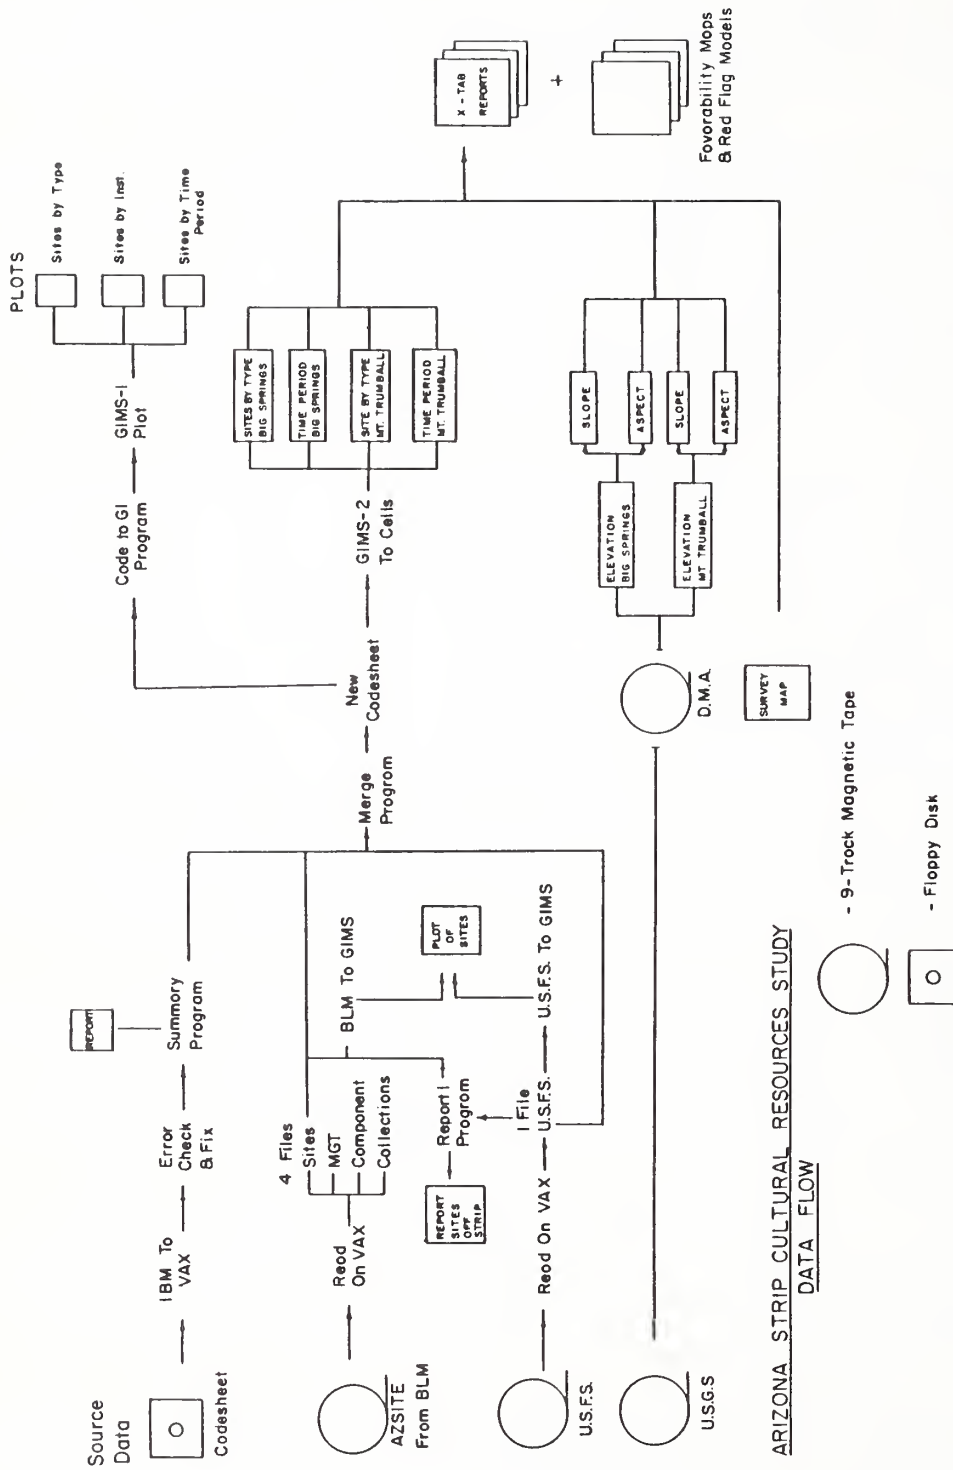 Source
Data
Codesheet
IBM To
VAX
Error
Check
& Fix
REPORT
Summary
Program
AZSITE
From BLM
Read
On VAX
4 Files
Sites
MGT
Component
Collections
BLM To GIMS
PLOT
OF
SITES
Report 1
Program
REPORT
SITES
OFF
STRIP
U.S.F.S.
Read On VAX
1 File
U.S.F.S.
U.S.F.S. To GIMS
U.S.G.S
Merge
Program
New
Codesheet
Code to GI
Program
GIMS-1
Plot
PLOTS
Sites by Type
Sites by Inst.
Sites by Time
Period
GIMS-2
To Cells
SITES BY TYPE
BIG SPRINGS
TIME PERIOD
BIG SPRINGS
SITE BY TYPE
MT. TRUMBALL
TIME PERIOD
MT. TRUMBALL
D.M.A.
ELEVATION
BIG SPRINGS
ELEVATION
MT TRUMBALL
SLOPE
ASPECT
SLOPE
ASPECT
SURVEY
MAP
X-TAB
REPORTS
+
Favorability Maps
& Red Flag Models
ARIZONA STRIP CULTURAL RESOURCES STUDY
DATA FLOW
- 9-Track Magnetic Tape
- Floppy Disk